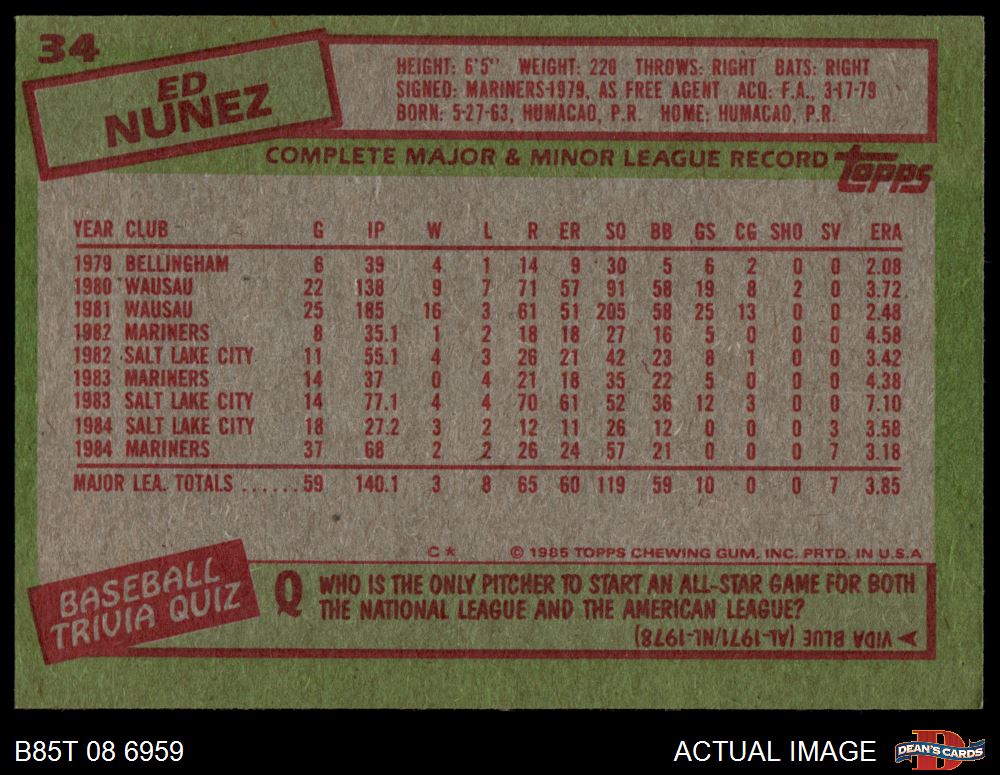 34
ED
NUNEZ
HEIGHT: 6'5" WEIGHT: 220 THROWS: RIGHT BATS: RIGHT
SIGNED: MARINERS-1979, AS FREE AGENT ACQ: F.A., 3-17-79
BORN: 5-27-63, HUMACAO, P.R. HOME: HUMACAO, P.R.
COMPLETE MAJOR & MINOR LEAGUE RECORD topps
YEAR CLUB G IP W L R ER SO BB GS CG SHO SV ERA
1979 BELLINGHAM 6 39 4 1 14 9 30 5 6 2 0 0 2.08
1980 WAUSAU 22 138 9 7 71 57 91 58 19 8 2 0 3.72
1981 WAUSAU 25 185 16 3 61 51 205 58 25 13 0 0 2.48
1982 MARINERS 8 35.1 1 2 18 18 27 16 5 0 0 0 4.58
1982 SALT LAKE CITY 11 55.1 4 3 26 21 42 23 8 1 0 0 3.42
1983 MARINERS 14 37 0 4 21 18 35 22 5 0 0 0 4.38
1983 SALT LAKE CITY 14 77.1 4 4 70 61 52 36 12 3 0 0 7.10
1984 SALT LAKE CITY 18 27.2 3 2 12 11 26 12 0 0 0 3 3.58
1984 MARINERS 37 68 2 2 26 24 57 21 0 0 0 7 3.18
MAJOR LEA. TOTALS ......59 140.1 3 8 65 60 119 59 10 0 0 7 3.85
C* © 1985 TOPPS CHEWING GUM, INC. PRTD. IN U.S.A
BASEBALL
TRIVIA QUIZ
Q WHO IS THE ONLY PITCHER TO START AN ALL-STAR GAME FOR BOTH
THE NATIONAL LEAGUE AND THE AMERICAN LEAGUE?
VIDA BLUE (AL-1971/NL-1978)
B85T 08 6959
ACTUAL IMAGE
D
DEAN'S CARDS